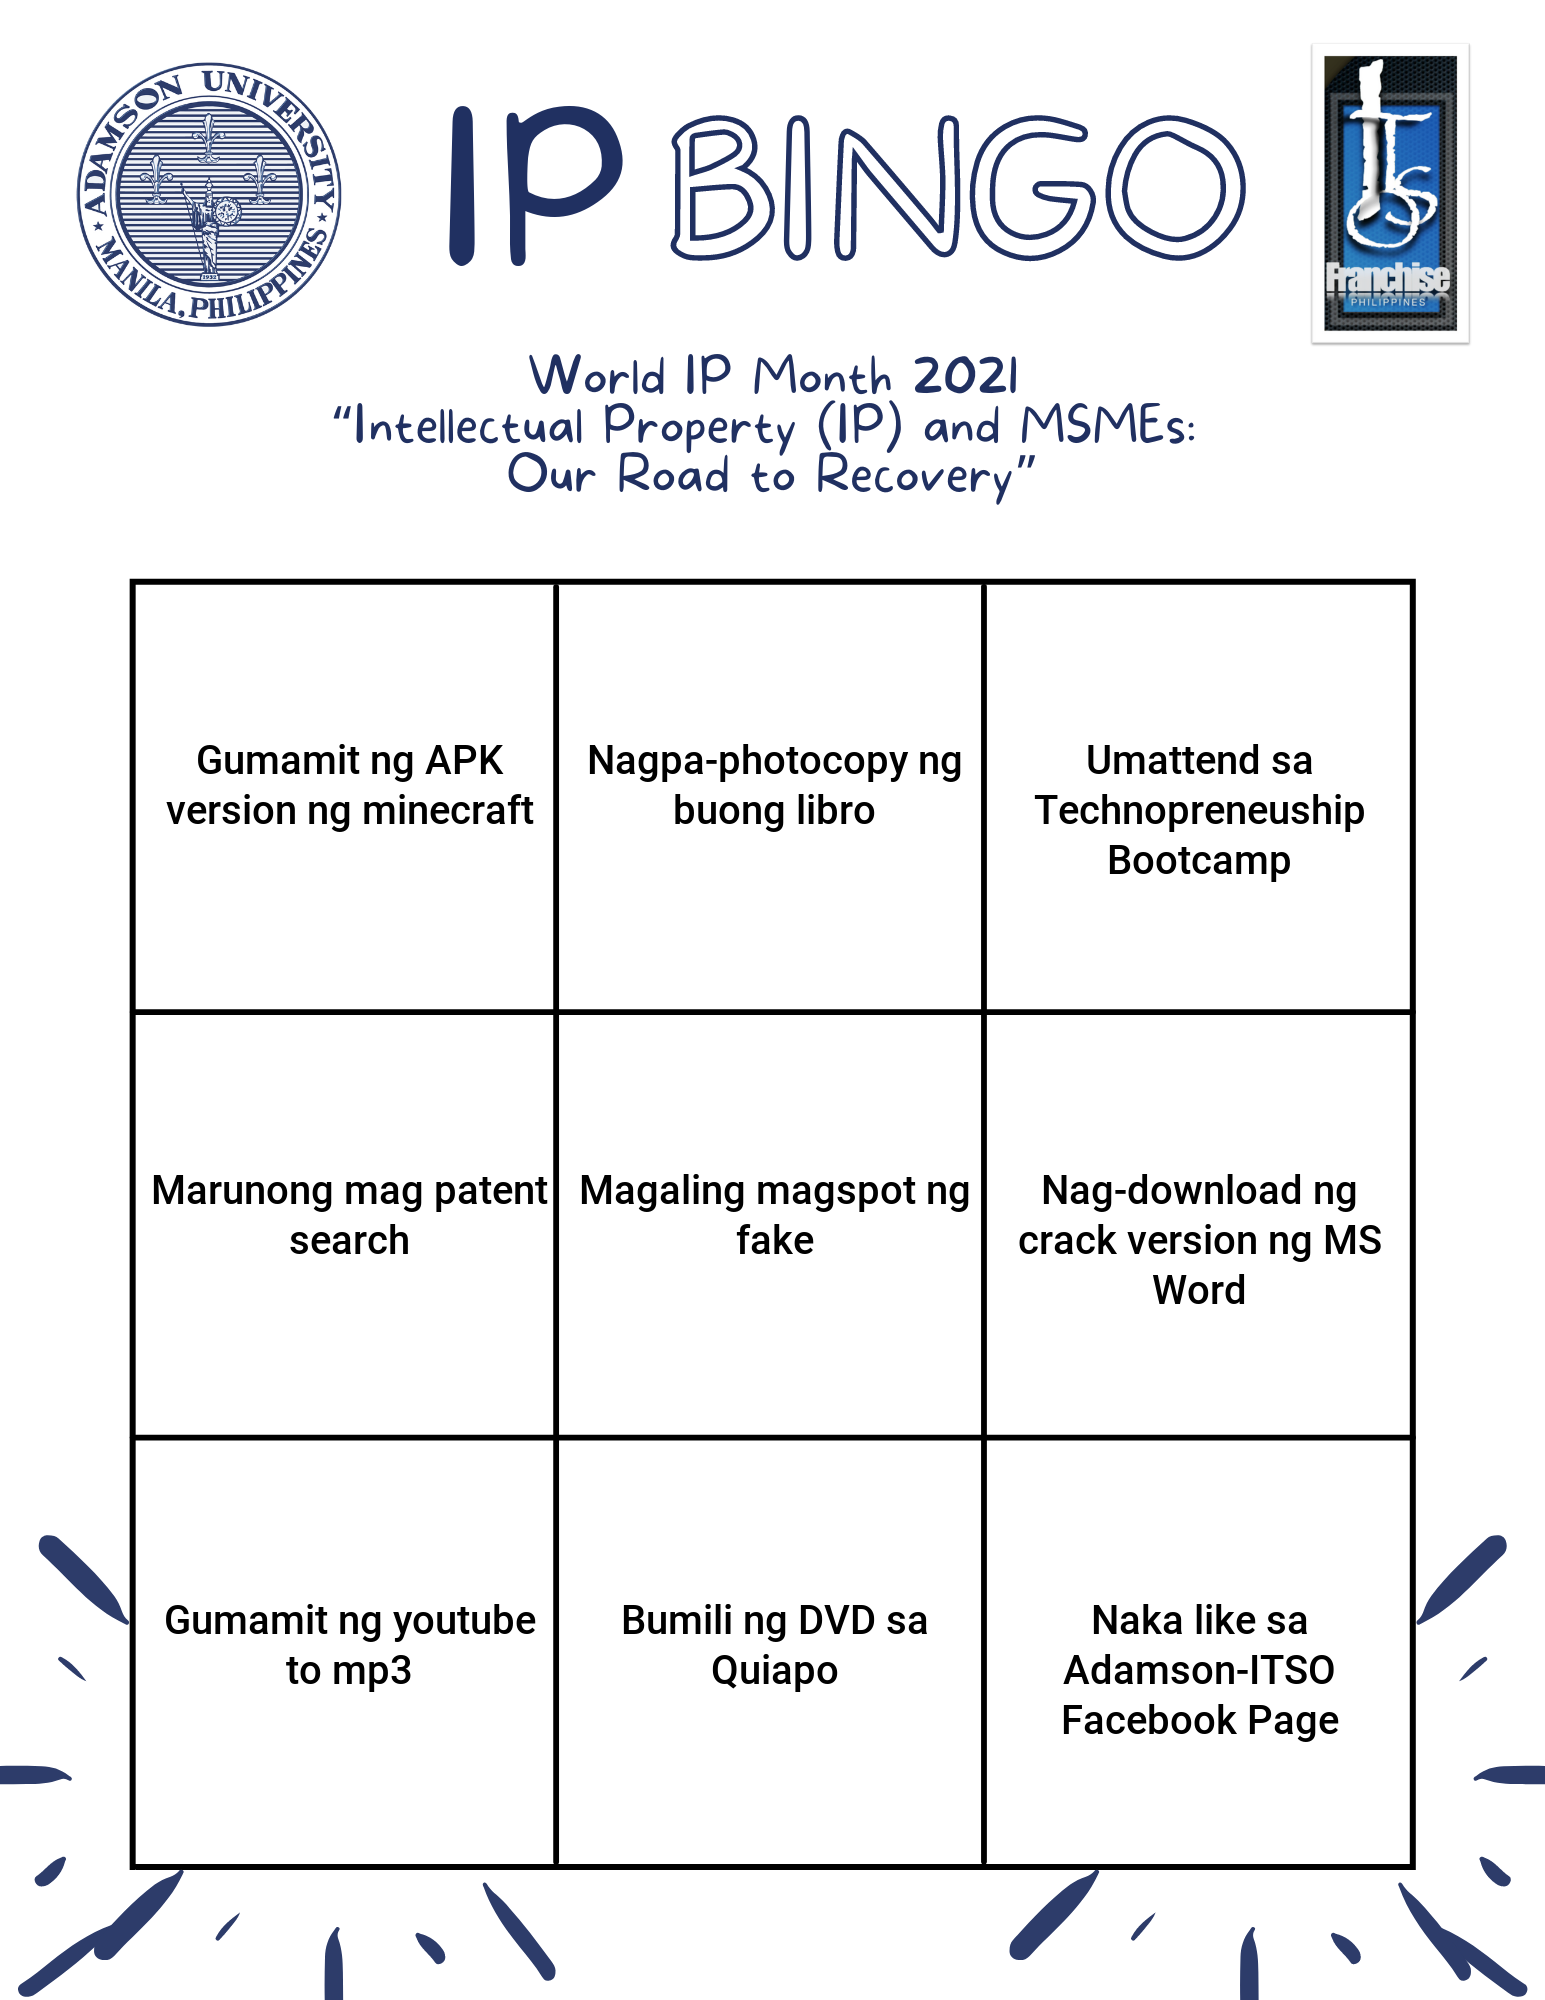 ADAMSON UNIVERSITY
MANILA, PHILIPPINES
1932
IP BINGO
ITSO
Franchise
PHILIPPINES
World IP Month 2021
“Intellectual Property (IP) and MSMEs:
Our Road to Recovery”
Gumamit ng APK
version ng minecraft
Nagpa-photocopy ng
buong libro
Umattend sa
Technopreneuship
Bootcamp
Marunong mag patent
search
Magaling magspot ng
fake
Nag-download ng
crack version ng MS
Word
Gumamit ng youtube
to mp3
Bumili ng DVD sa
Quiapo
Naka like sa
Adamson-ITSO
Facebook Page